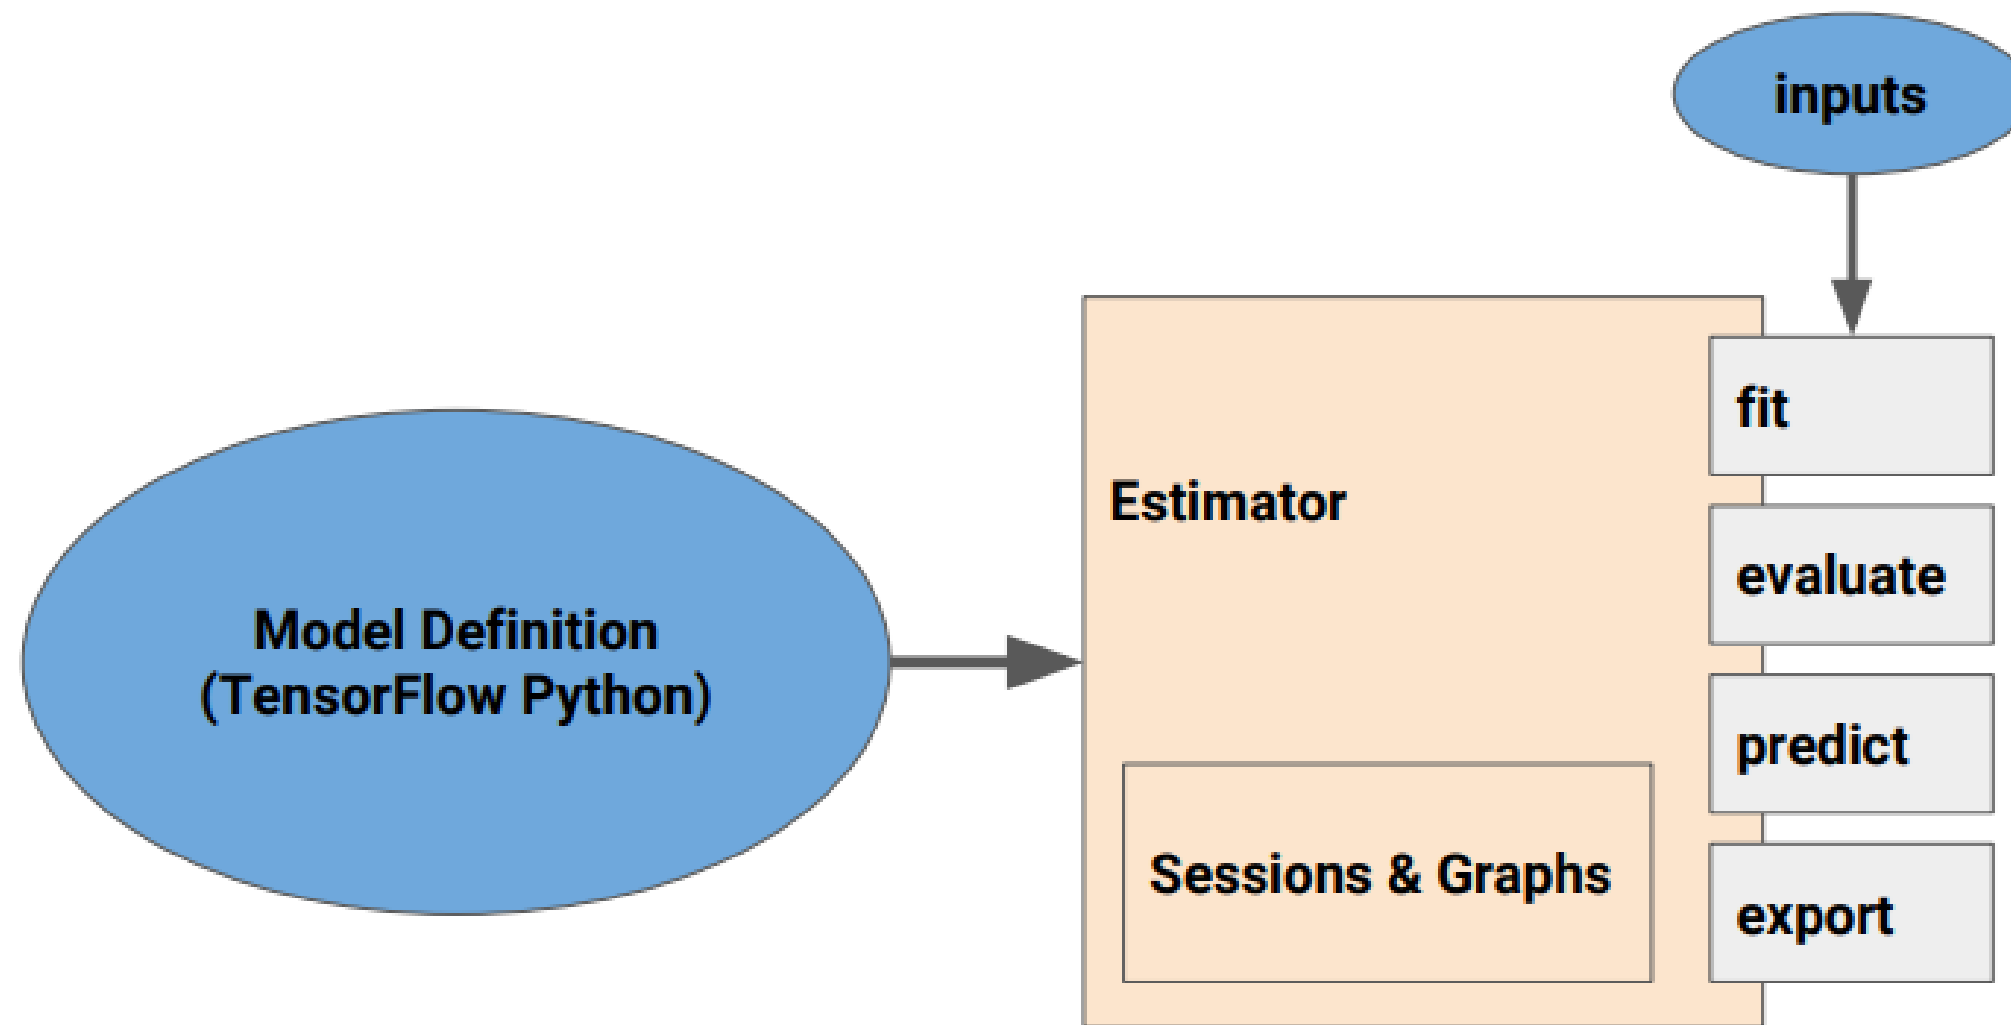 inputs
fit
Estimator
evaluate
Model Definition
(TensorFlow Python)
predict
Sessions & Graphs
export